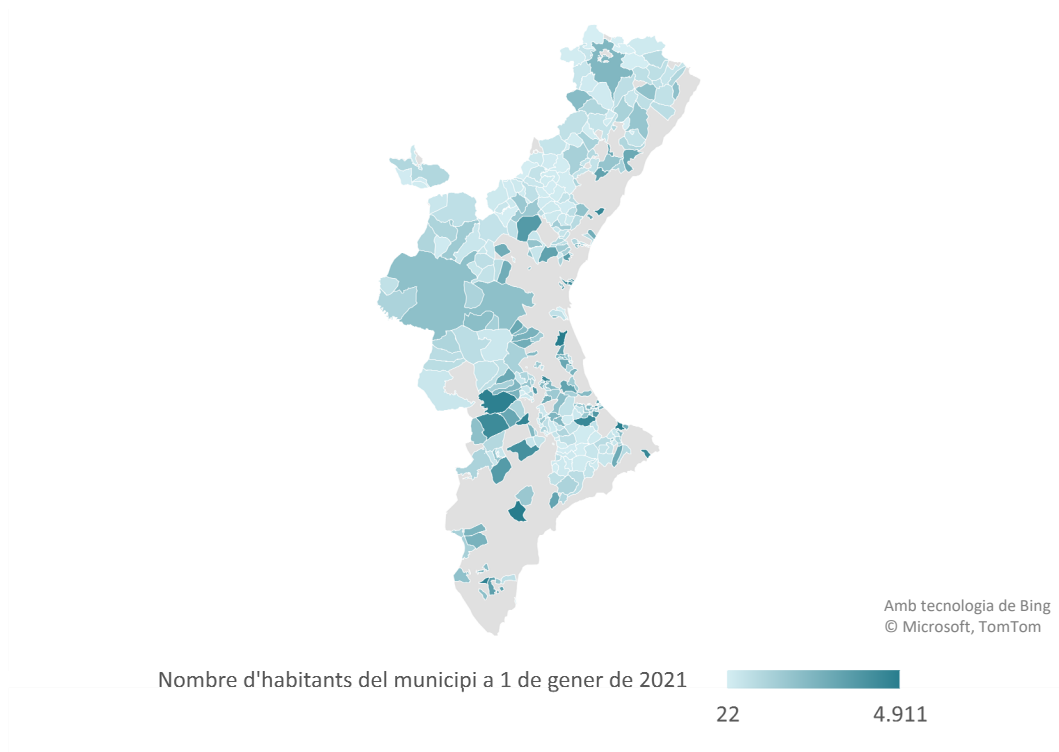 Amb tecnologia de Bing
© Microsoft, TomTom
Nombre d'habitants del municipi a 1 de gener de 2021
22
4.911